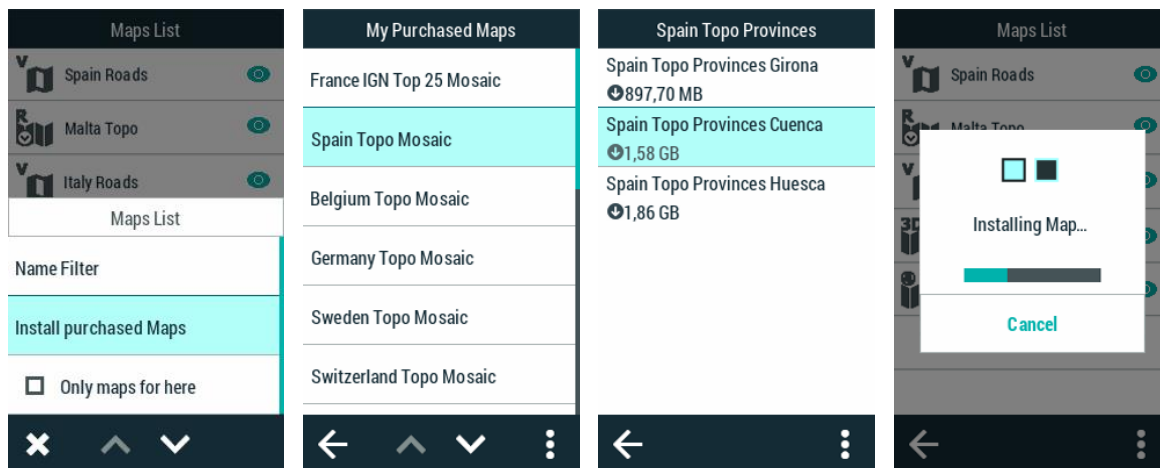 Maps List
V
Spain Roads
R
Malta Topo
V
Italy Roads
Maps List
Name Filter
Install purchased Maps
Only maps for here
My Purchased Maps
France IGN Top 25 Mosaic
Spain Topo Mosaic
Belgium Topo Mosaic
Germany Topo Mosaic
Sweden Topo Mosaic
Switzerland Topo Mosaic
Spain Topo Provinces
Spain Topo Provinces Girona
897,70 MB
Spain Topo Provinces Cuenca
1,58 GB
Spain Topo Provinces Huesca
1,86 GB
Maps List
V
Spain Roads
R
Malta Topo
V
3D
Installing Map...
Cancel